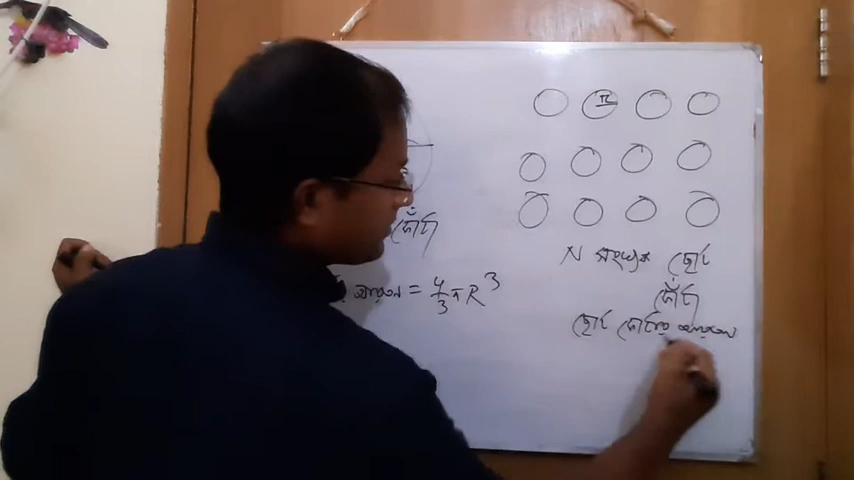 r
ফোঁটা
আয়তন = 4/3 πR³
N সংখ্যক ছোট
ফোঁটা
ছোট ফোটার আয়তন